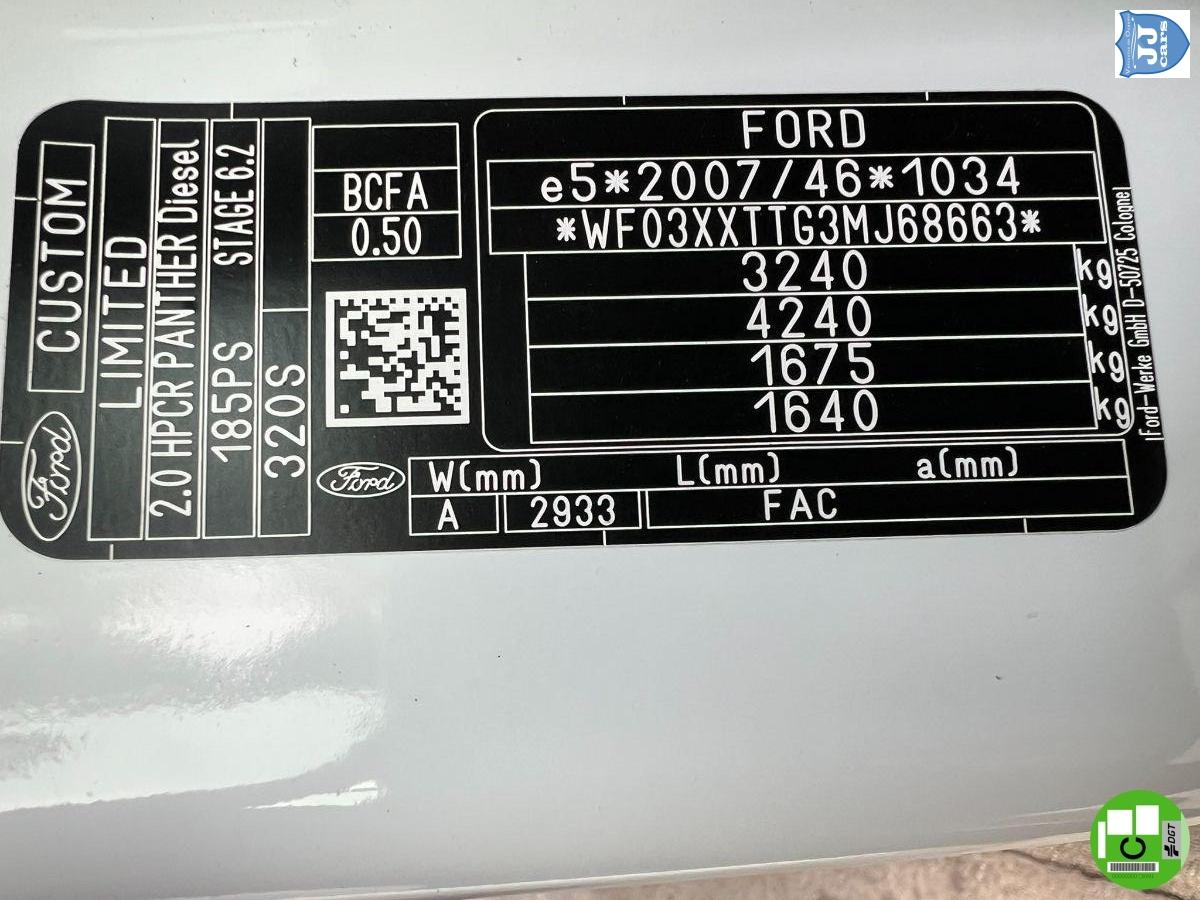 JJ
cars
CUSTOM
Ford
LIMITED
2.0 HPCR PANTHER Diesel
185PS STAGE 6.2
320S
BCFA
0.50
Ford
FORD
e5*2007/46*1034
*WF03XXTTG3MJ68663*
3240 kg
4240 kg
1675 kg
1640 kg
W(mm) L(mm) a(mm)
A 2933 FAC
Ford-Werke GmbH D-50725 Cologne
C
DGT